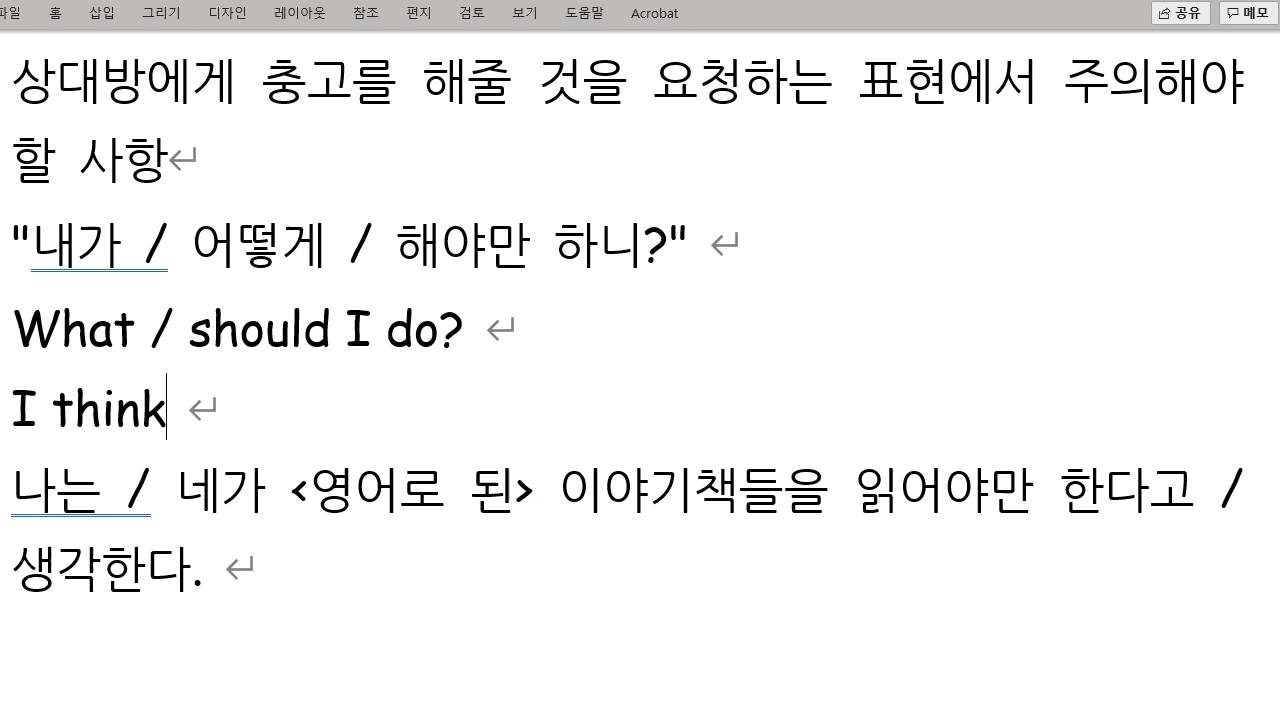 파일 홈 삽입 그리기 디자인 레이아웃 참조 편지 검토 보기 도움말 Acrobat 공유 메모
상대방에게 충고를 해줄 것을 요청하는 표현에서 주의해야
할 사항
"내가 / 어떻게 / 해야만 하니?"
What / should I do?
I think
나는 / 네가 <영어로 된> 이야기책들을 읽어야만 한다고 /
생각한다.